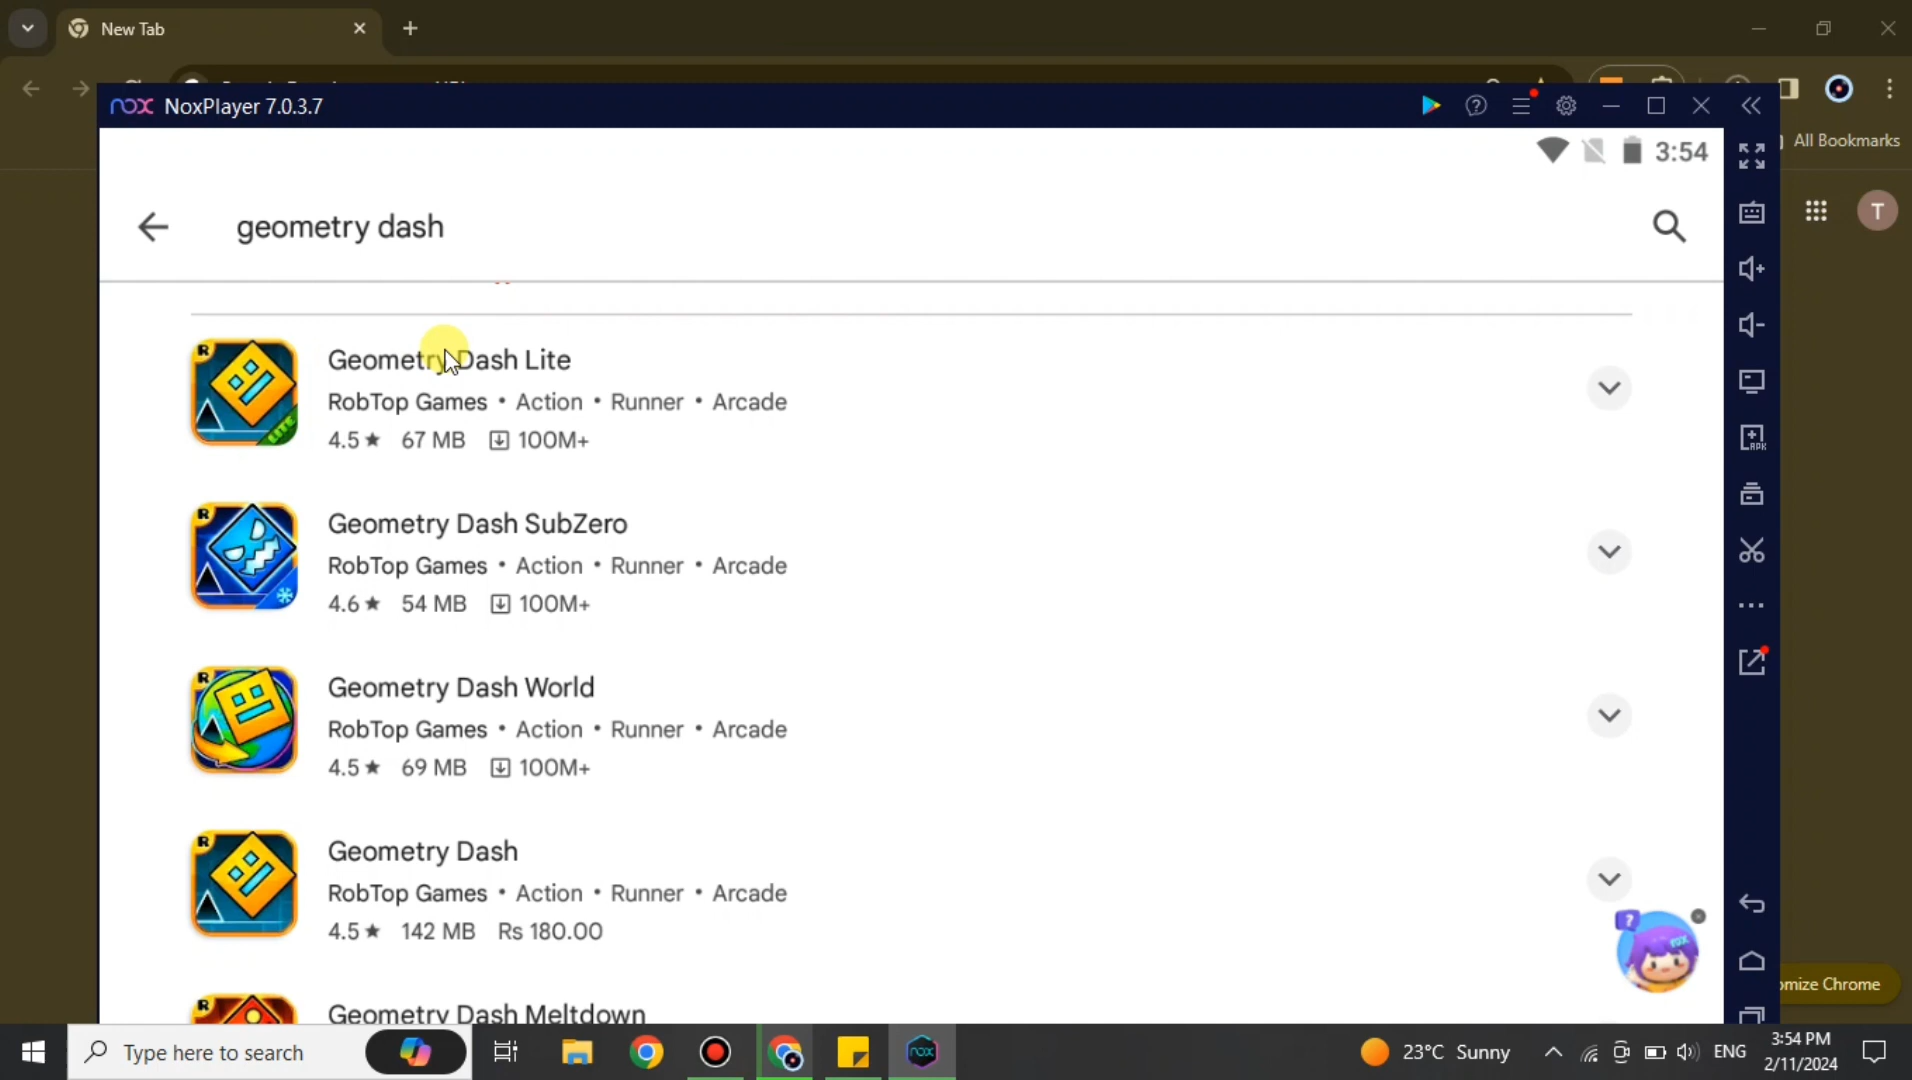 New Tab
nox NoxPlayer 7.0.3.7
All Bookmarks
3:54
geometry dash
T
Geometry Dash Lite
RobTop Games • Action • Runner • Arcade
4.5★ 67 MB 100M+
Geometry Dash SubZero
RobTop Games • Action • Runner • Arcade
4.6★ 54 MB 100M+
Geometry Dash World
RobTop Games • Action • Runner • Arcade
4.5★ 69 MB 100M+
Geometry Dash
RobTop Games • Action • Runner • Arcade
4.5★ 142 MB Rs 180.00
omize Chrome
Geometry Dash Meltdown
Type here to search
23°C Sunny
ENG
3:54 PM
2/11/2024